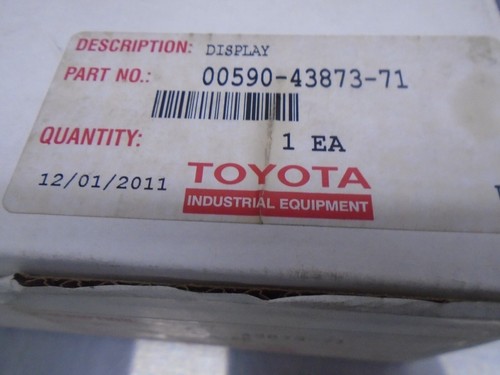 DESCRIPTION: DISPLAY
PART NO.: 00590-43873-71
QUANTITY: 1 EA
12/01/2011 TOYOTA
INDUSTRIAL EQUIPMENT